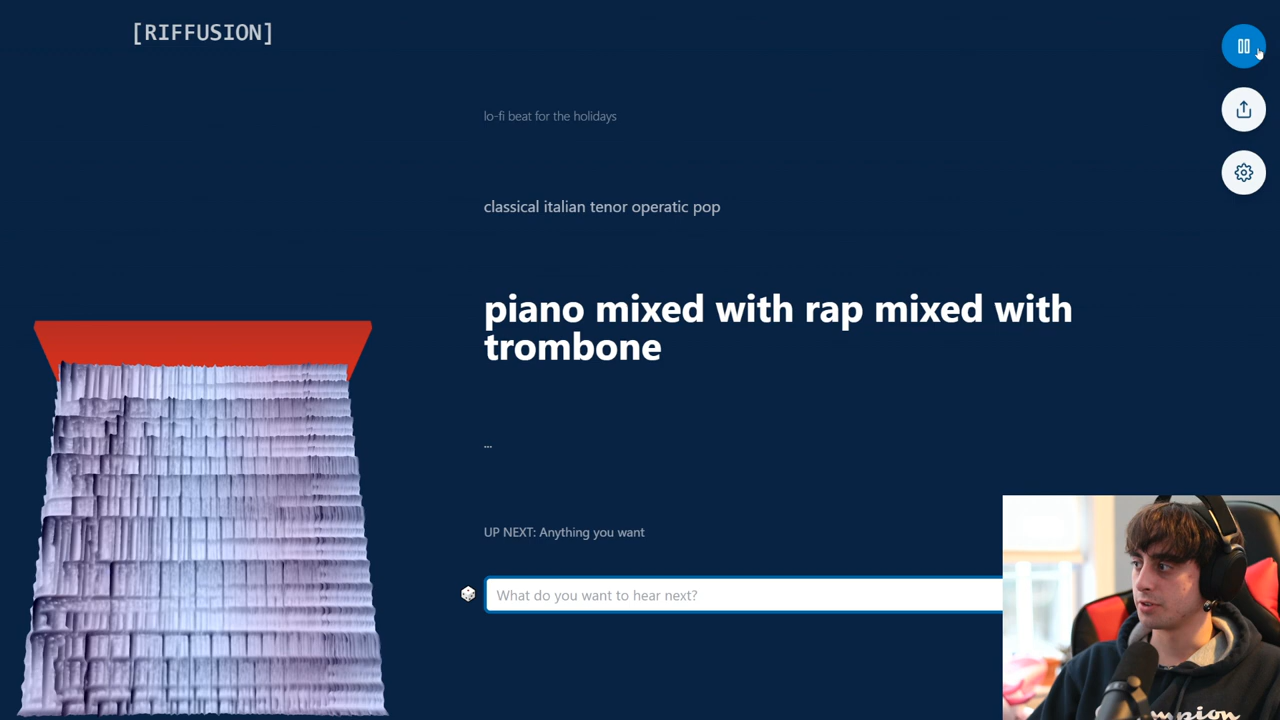 [RIFFUSION]
lo-fi beat for the holidays
classical italian tenor operatic pop
piano mixed with rap mixed with
trombone
...
UP NEXT: Anything you want
What do you want to hear next?